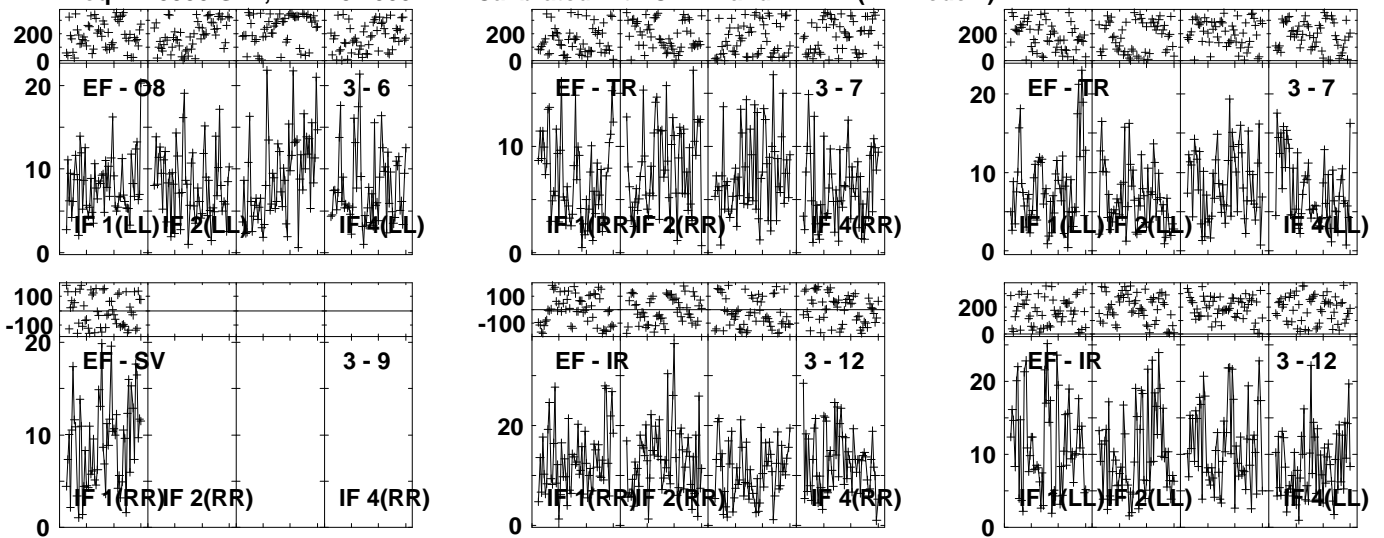 200
0
20
10
0
EF - O8
3 - 6
IF 1(LL)
IF 2(LL)
IF 4(LL)
200
0
10
0
EF - TR
3 - 7
IF 1(RR)
IF 2(RR)
IF 4(RR)
200
0
20
10
0
EF - TR
3 - 7
IF 1(LL)
IF 2(LL)
IF 4(LL)
100
-100
20
10
0
EF - SV
3 - 9
IF 1(RR)
IF 2(RR)
IF 4(RR)
100
-100
20
0
EF - IR
3 - 12
IF 1(RR)
IF 2(RR)
IF 4(RR)
200
0
20
10
0
EF - IR
3 - 12
IF 1(LL)
IF 2(LL)
IF 4(LL)